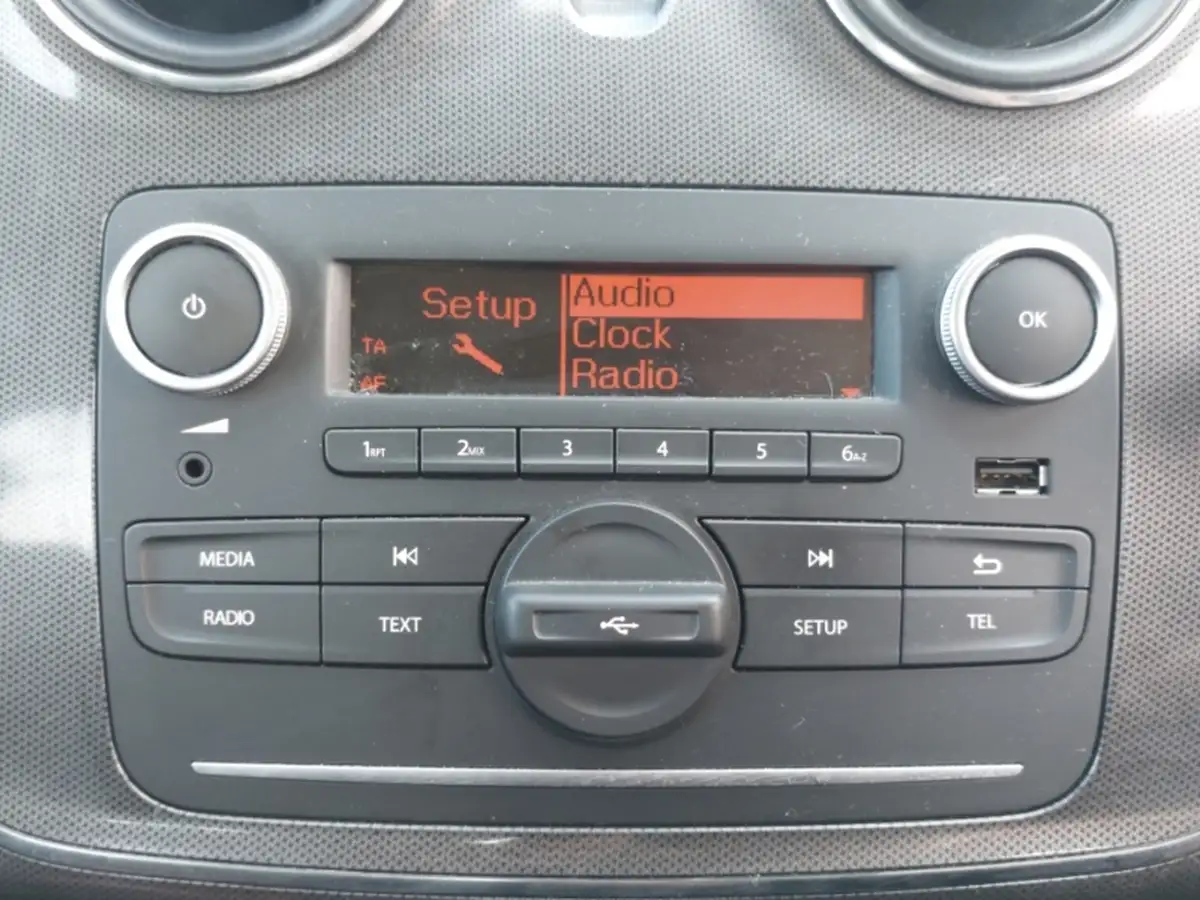 Setup
TA
AF
Audio
Clock
Radio
OK
1RPT 2MIX 3 4 5 6A-Z
MEDIA
RADIO TEXT SETUP TEL